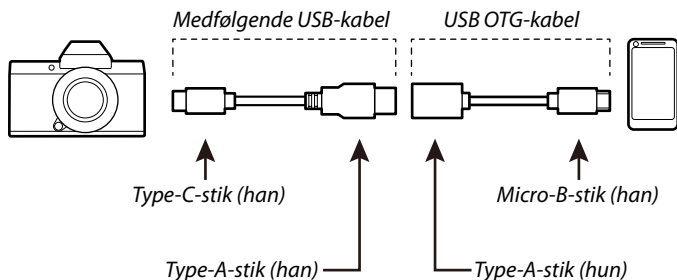 Medfølgende USB-kabel
USB OTG-kabel
Type-C-stik (han)
Micro-B-stik (han)
Type-A-stik (han)
Type-A-stik (hun)